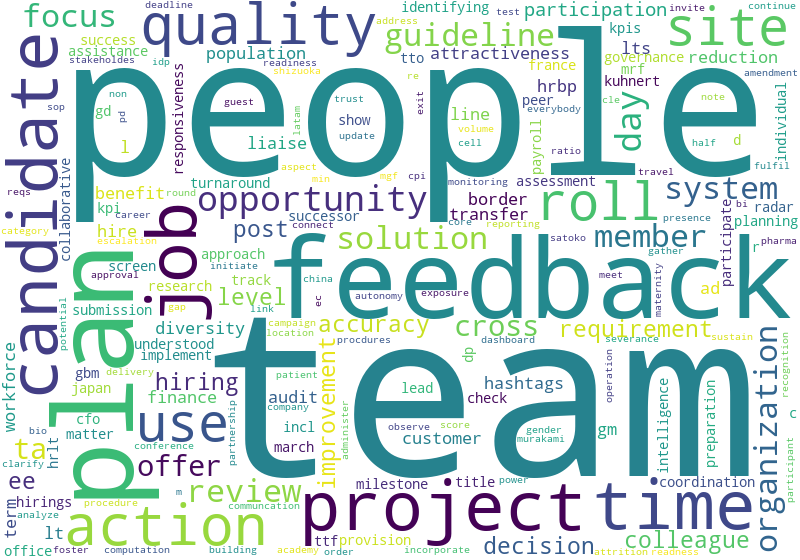 deadline
focus
quality
identifying
participation
address
test
invite
continue
site
success
guideline
kpis
assistance
population
tto
attractiveness
lts
governance
reduction
stakeholdes
readiness
hrbp
france
mrf
idp
shizuoka
re
peer
kuhnert
candidate
people
sop
non
guest
trust
exit
everybody
cle
note
amendment
gd
pd
show
line
volume
day
individual
l
update
cell
payroll
ratio
half
d
fulfil
responsiveness
latam
liaise
collaborative
reqs
aspect
travel
turnaround
min
mgf
cpi
monitoring
assessment
system
benefit
round
opportunity
border
roll
kpi
career
successor
connect
core
transfer
reporting
presence
bi
radar
category
hire
job
post
solution
satoko
member
participate
planning
escalation
approval
screen
approach
initiate
gather
r
pharma
feedback
research
track
china
autonomy
exposure
meet
maternity
potential
plan
gap
level
link
ec
ad
submission
campaign
accuracy
cross
requirement
sustain
diversity
location
procdures
dashboard
severance
workforce
understood
implement
team
organization
recognition
japan
delivery
gbm
hiring
patient
improvement
dp
operation
bio
cfo
finance
audit
company
lead
hashtags
check
gender
use
matter
partnership
incl
observe
score
murakami
gm
intelligence
preparation
c
ta
conference
march
administer
customer
clarify
hrlt
offer
participant
ee
m
review
project
milestone
title
power
time
coordination
term
hirings
procedure
communcation
analyze
lt
action
ttf
provision
decision
colleague
office
foster
computation
building
academy
order
incorporate
attrition
readiness